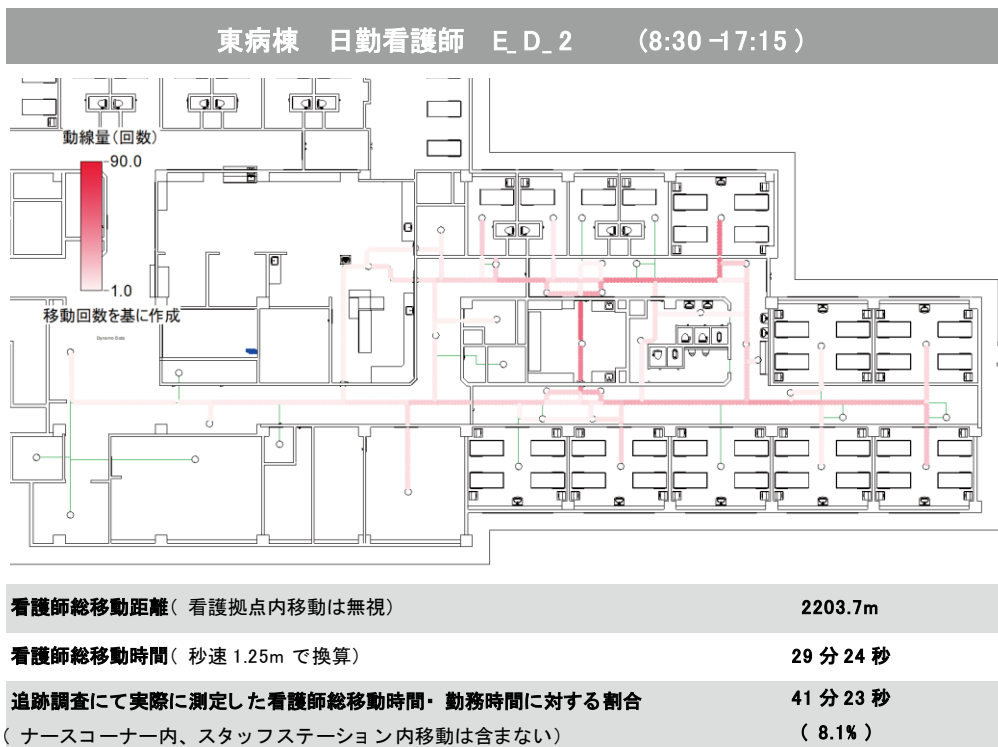 東病棟 日勤看護師 E_D_2 (8:30-17:15)
動線量(回数)
90.0
1.0
移動回数を基に作成
Dynamo Data
看護師総移動距離( 看護拠点内移動は無視) 2203.7m
看護師総移動時間( 秒速 1.25m で換算) 29 分 24 秒
追跡調査にて実際に測定した看護師総移動時間・ 勤務時間に対する割合 41 分 23 秒
( ナースコーナー内、スタッフステーション内移動は含まない) ( 8.1% )